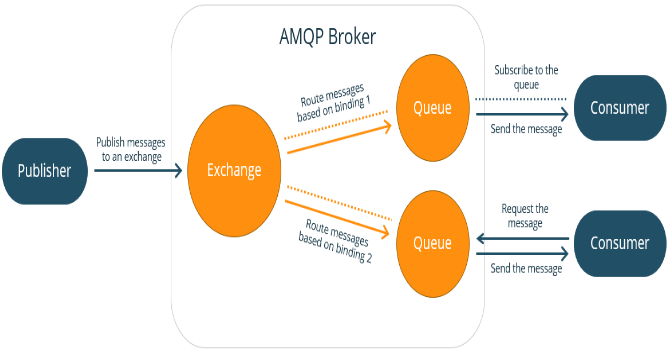 AMQP Broker
Publisher
Publish messages
to an exchange
Exchange
Route messages
based on binding 1
Route messages
based on binding 2
Queue
Subscribe to the
queue
Send the message
Consumer
Queue
Request the
message
Send the message
Consumer